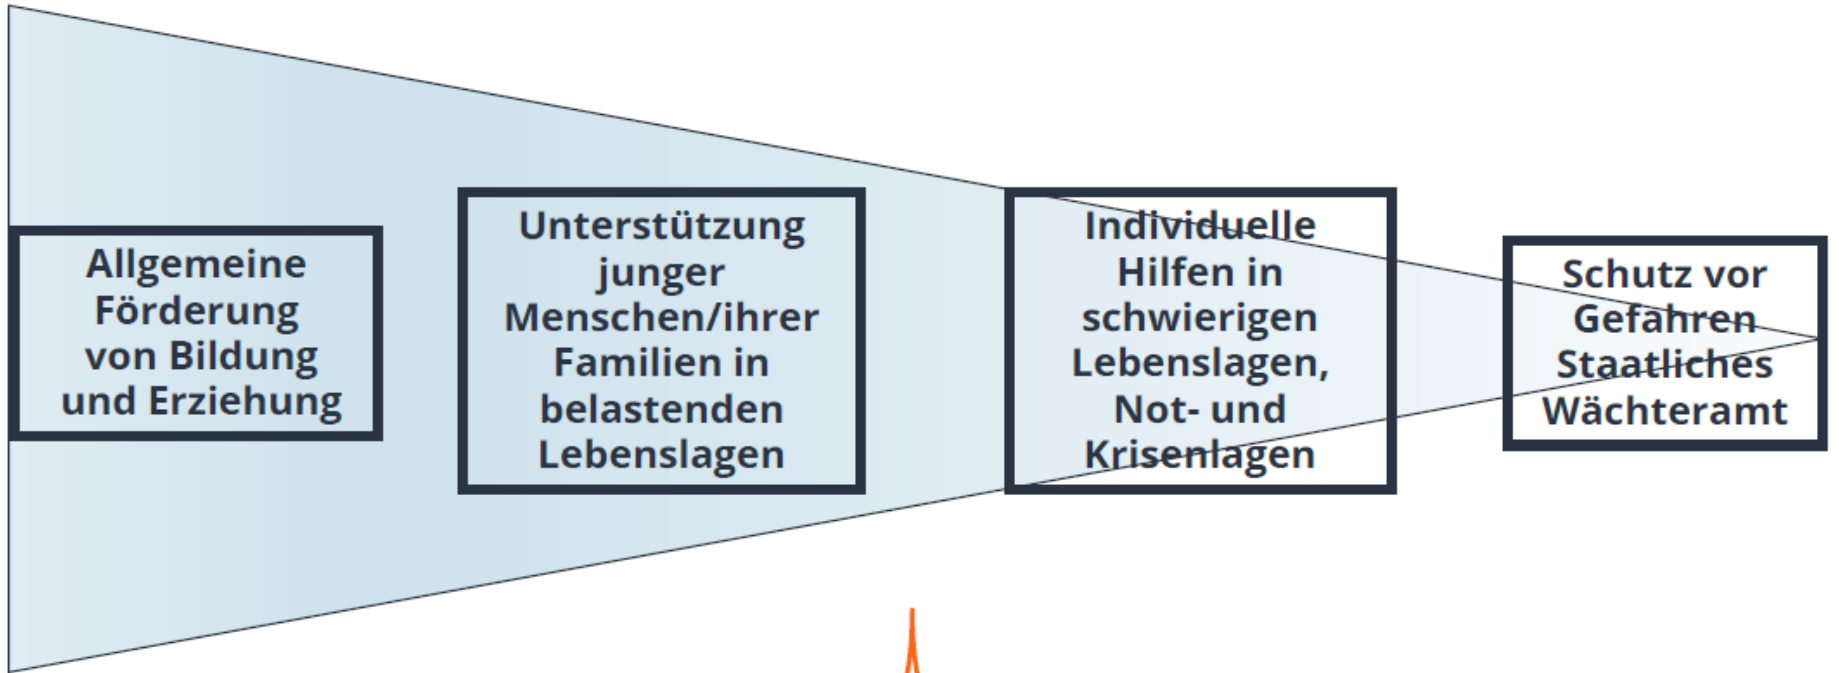 Allgemeine
Förderung
von Bildung
und Erziehung
Unterstützung
junger
Menschen/ihrer
Familien in
belastenden
Lebenslagen
Individuelle
Hilfen in
schwierigen
Lebenslagen,
Not- und
Krisenlagen
Schutz vor
Gefahren
Staatliches
Wächteramt